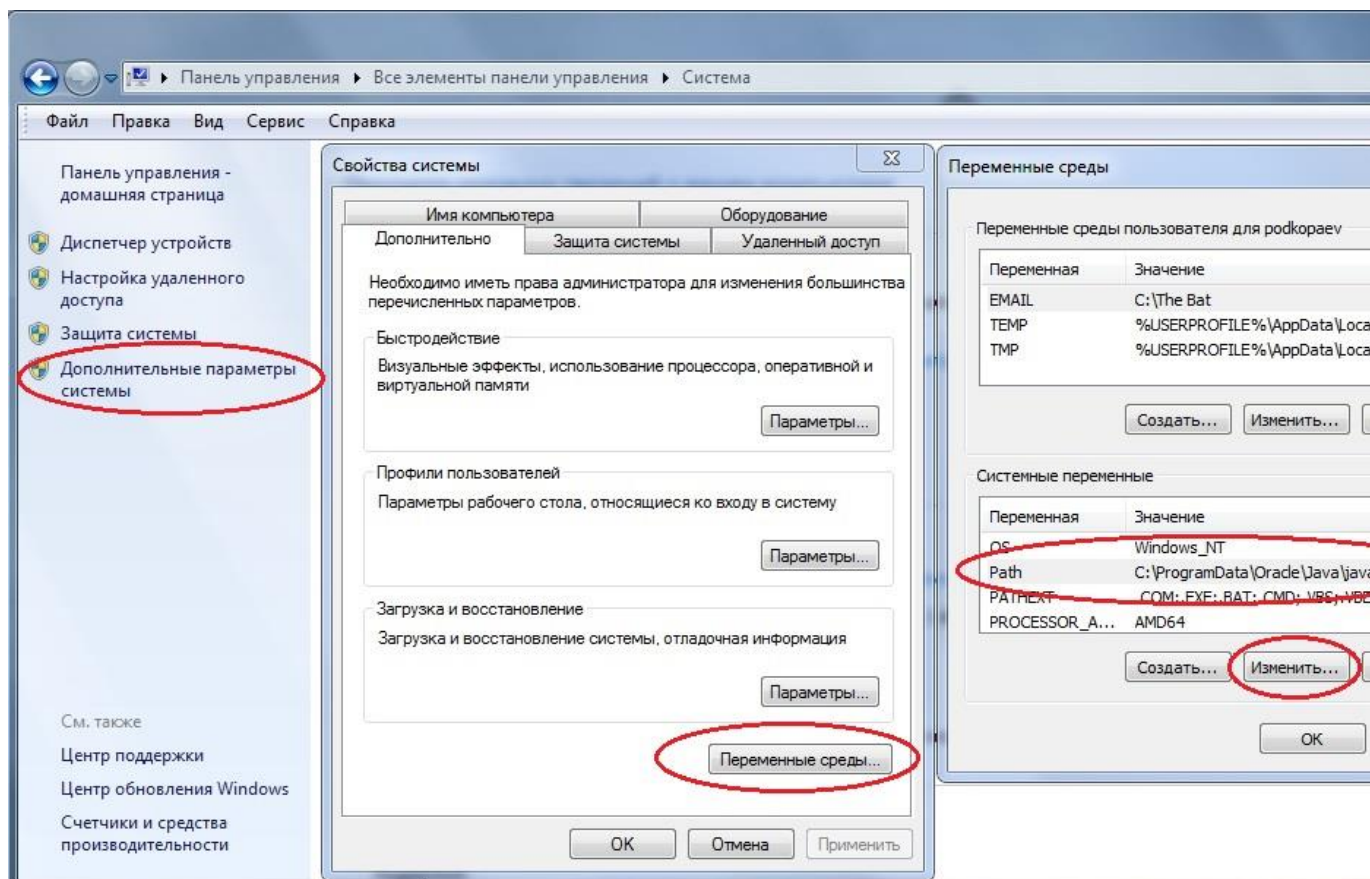 Панель управления ▸ Все элементы панели управления ▸ Система
Файл Правка Вид Сервис Справка
Панель управления -
домашняя страница
Диспетчер устройств
Настройка удаленного
доступа
Защита системы
Дополнительные параметры
системы
См. также
Центр поддержки
Центр обновления Windows
Счетчики и средства
производительности
Свойства системы
Имя компьютера
Оборудование
Дополнительно
Защита системы
Удаленный доступ
Необходимо иметь права администратора для изменения большинства
перечисленных параметров.
Быстродействие
Визуальные эффекты, использование процессора, оперативной и
виртуальной памяти
Параметры...
Профили пользователей
Параметры рабочего стола, относящиеся ко входу в систему
Параметры...
Загрузка и восстановление
Загрузка и восстановление системы, отладочная информация
Параметры...
Переменные среды...
OK
Отмена
Применить
Переменные среды
Переменные среды пользователя для podkopaev
Переменная Значение
EMAIL C:\The Bat
TEMP %USERPROFILE%\AppData\Loca
TMP %USERPROFILE%\AppData\Loca
Создать... Изменить...
Системные переменные
Переменная Значение
OS Windows_NT
Path C:\ProgramData\Oracle\Java\java
PATHEXT .COM;.EXE;.BAT;.CMD;.VBS;.VBE
PROCESSOR_A... AMD64
Создать... Изменить...
OK